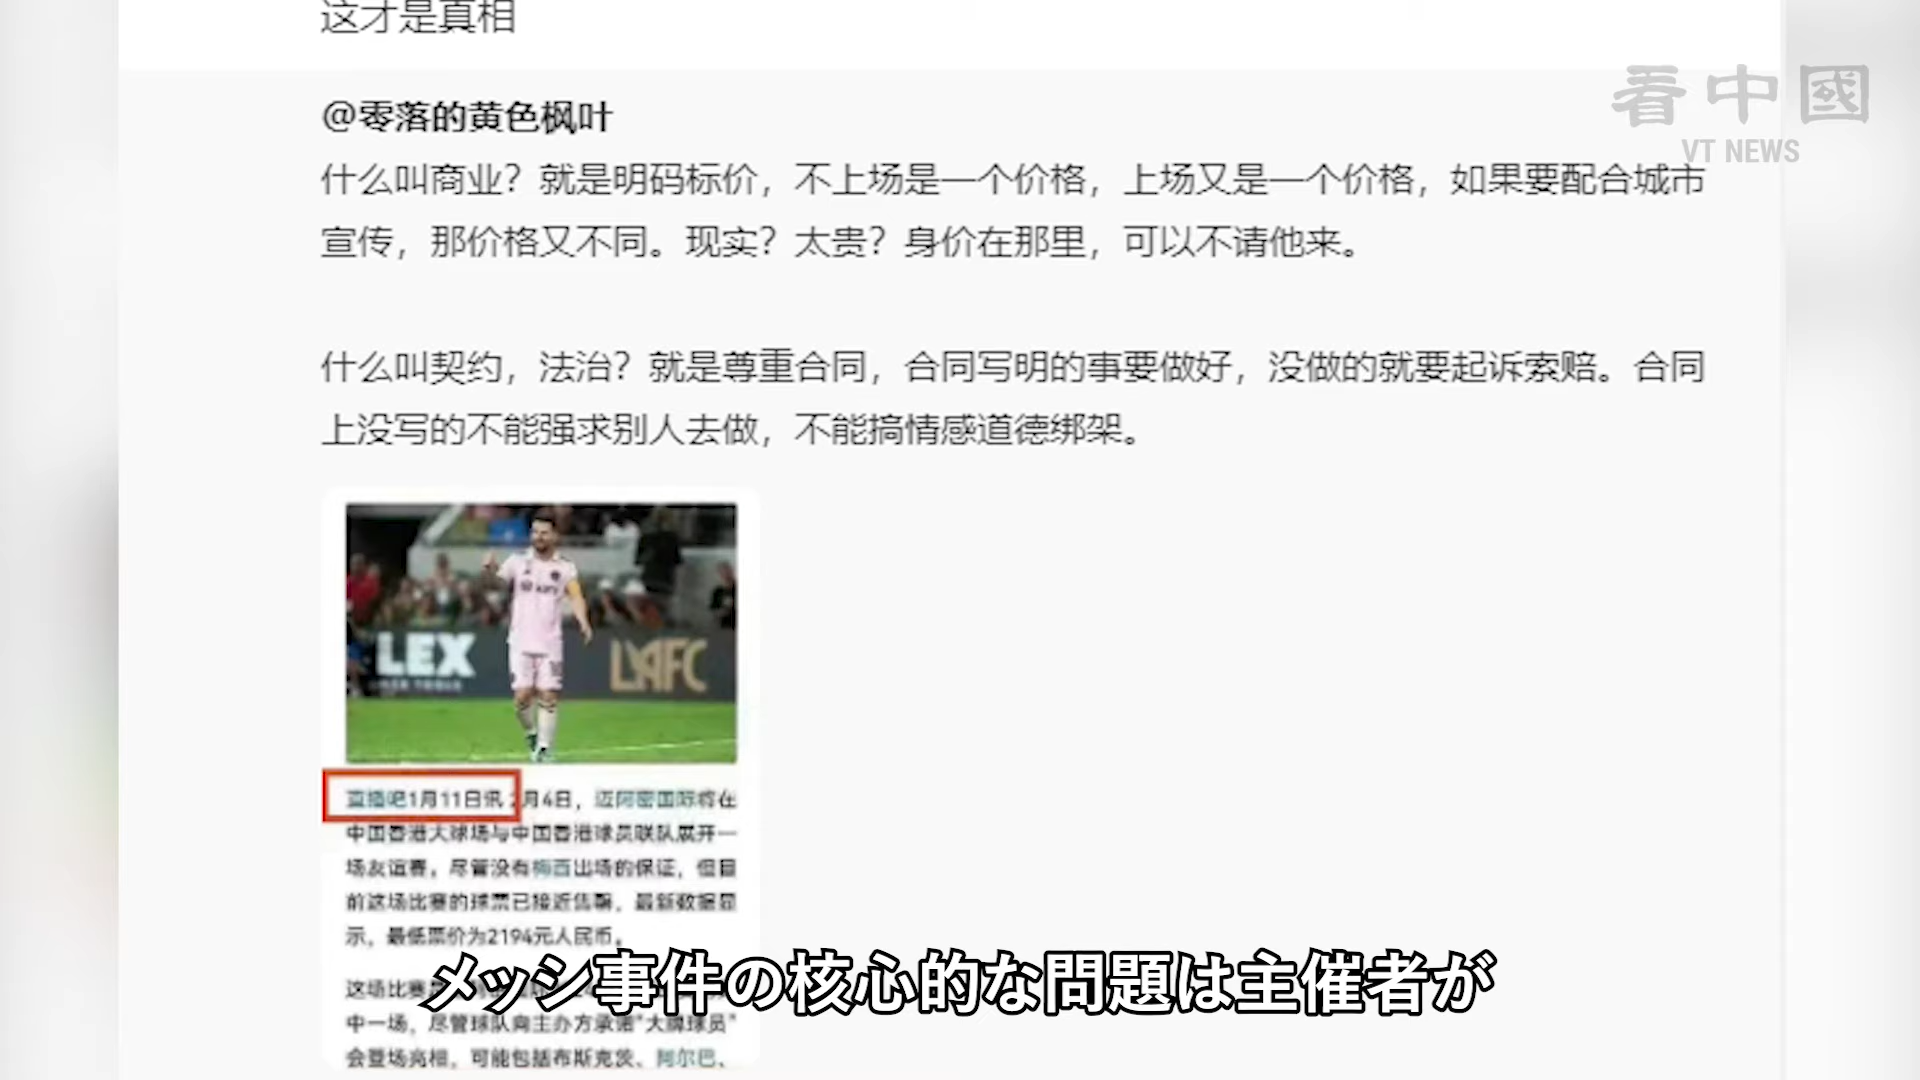 这才是真相
看中國
VT NEWS
@零落的黄色枫叶
什么叫商业？就是明码标价，不上场是一个价格，上场又是一个价格，如果要配合城市
宣传，那价格又不同。现实？太贵？身价在那里，可以不请他来。
什么叫契约，法治？就是尊重合同，合同写明的事要做好，没做的就要起诉索赔。合同
上没写的不能强求别人去做，不能搞情感道德绑架。
LEX
LAFC
直播吧1月11日讯 2月4日，迈阿密国际将在
中国香港大球场与中国香港球员联队展开一
场友谊赛，尽管没有梅西出场的保证，但目
前这场比赛的球票已接近售罄，最新数据显
示，最低票价为2194元人民币。
这场比赛
中一场，尽管球队向主办方承诺“大牌球员”
会登场亮相，可能包括布斯克茨、阿尔巴、
メッシ事件の核心的な問題は主催者が